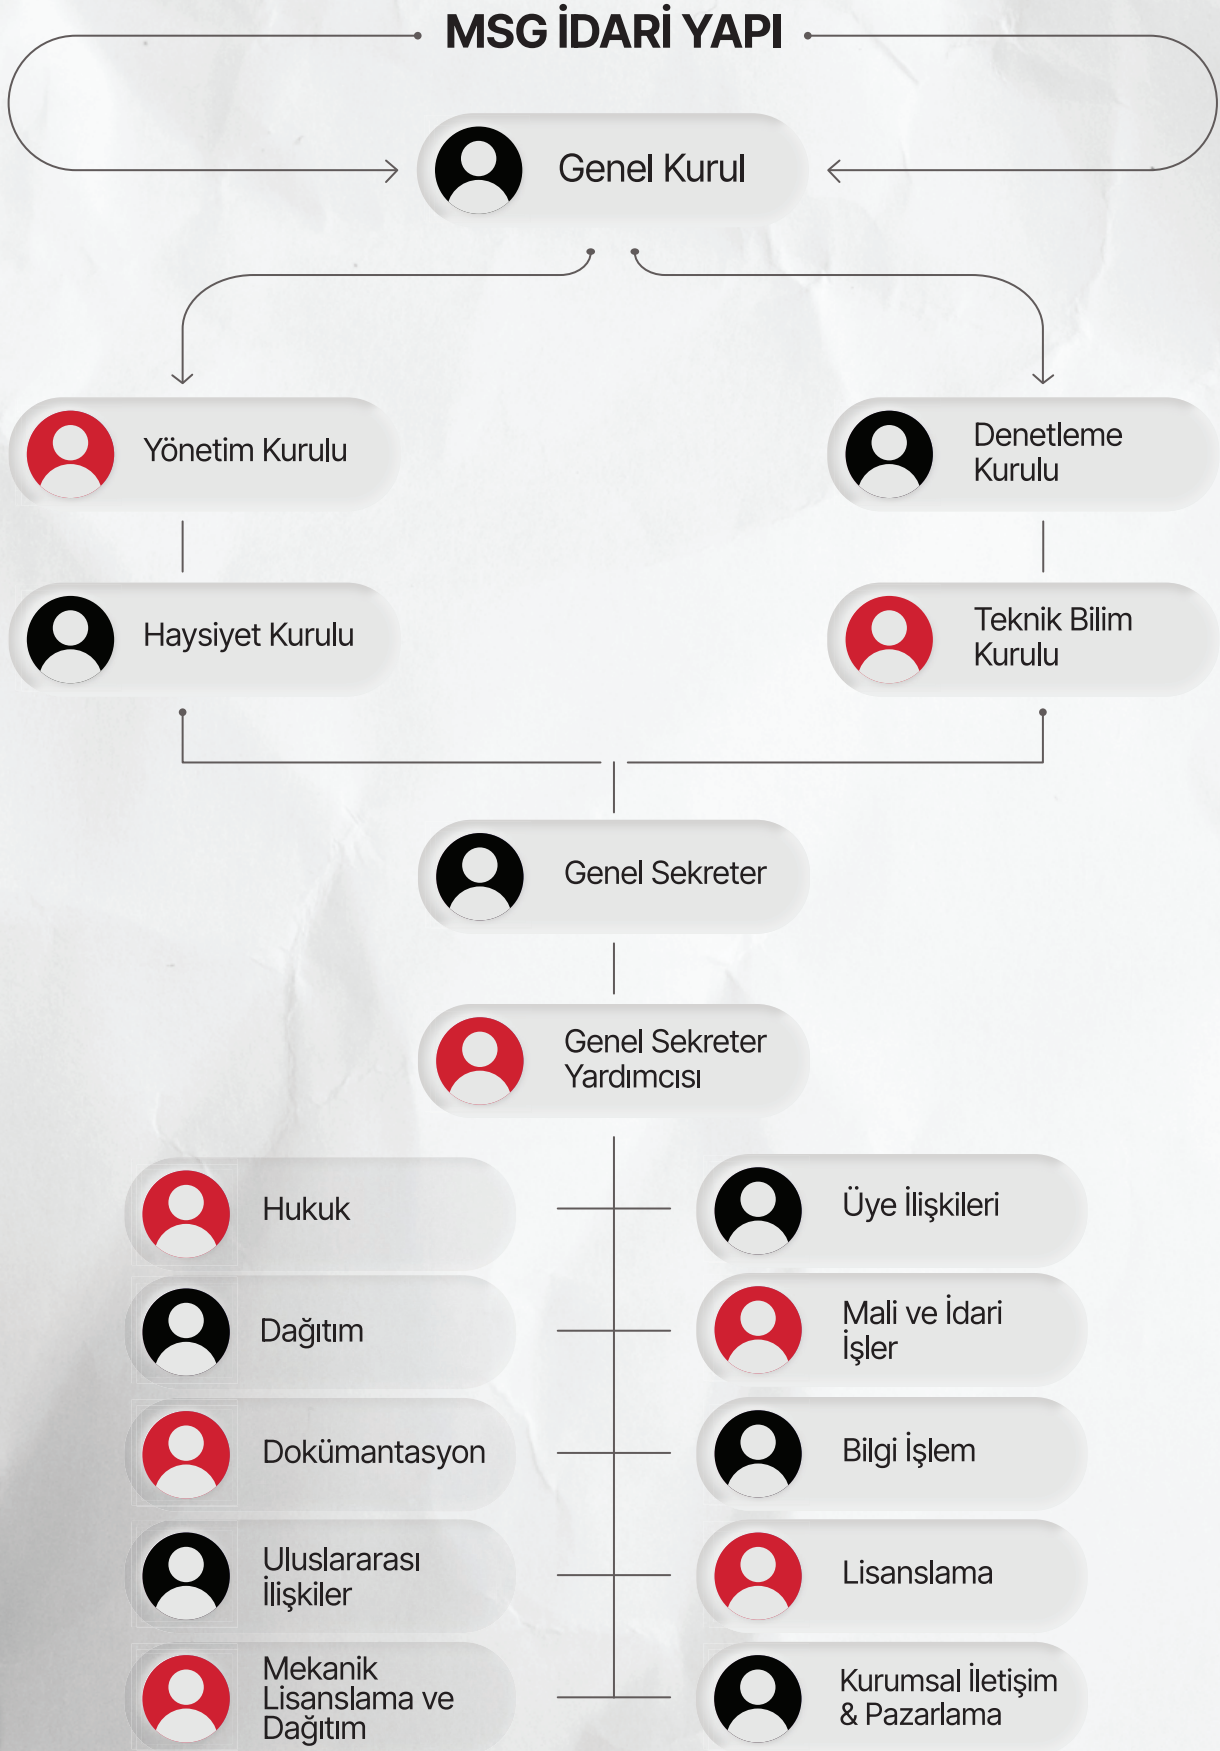 MSG İDARİ YAPI
Genel Kurul
Yönetim Kurulu
Denetleme
Kurulu
Haysiyet Kurulu
Teknik Bilim
Kurulu
Genel Sekreter
Genel Sekreter
Yardımcısı
Hukuk
Üye İlişkileri
Dağıtım
Mali ve İdari
İşler
Dokümantasyon
Bilgi İşlem
Uluslararası
İlişkiler
Lisanslama
Mekanik
Lisanslama ve
Dağıtım
Kurumsal İletişim
& Pazarlama